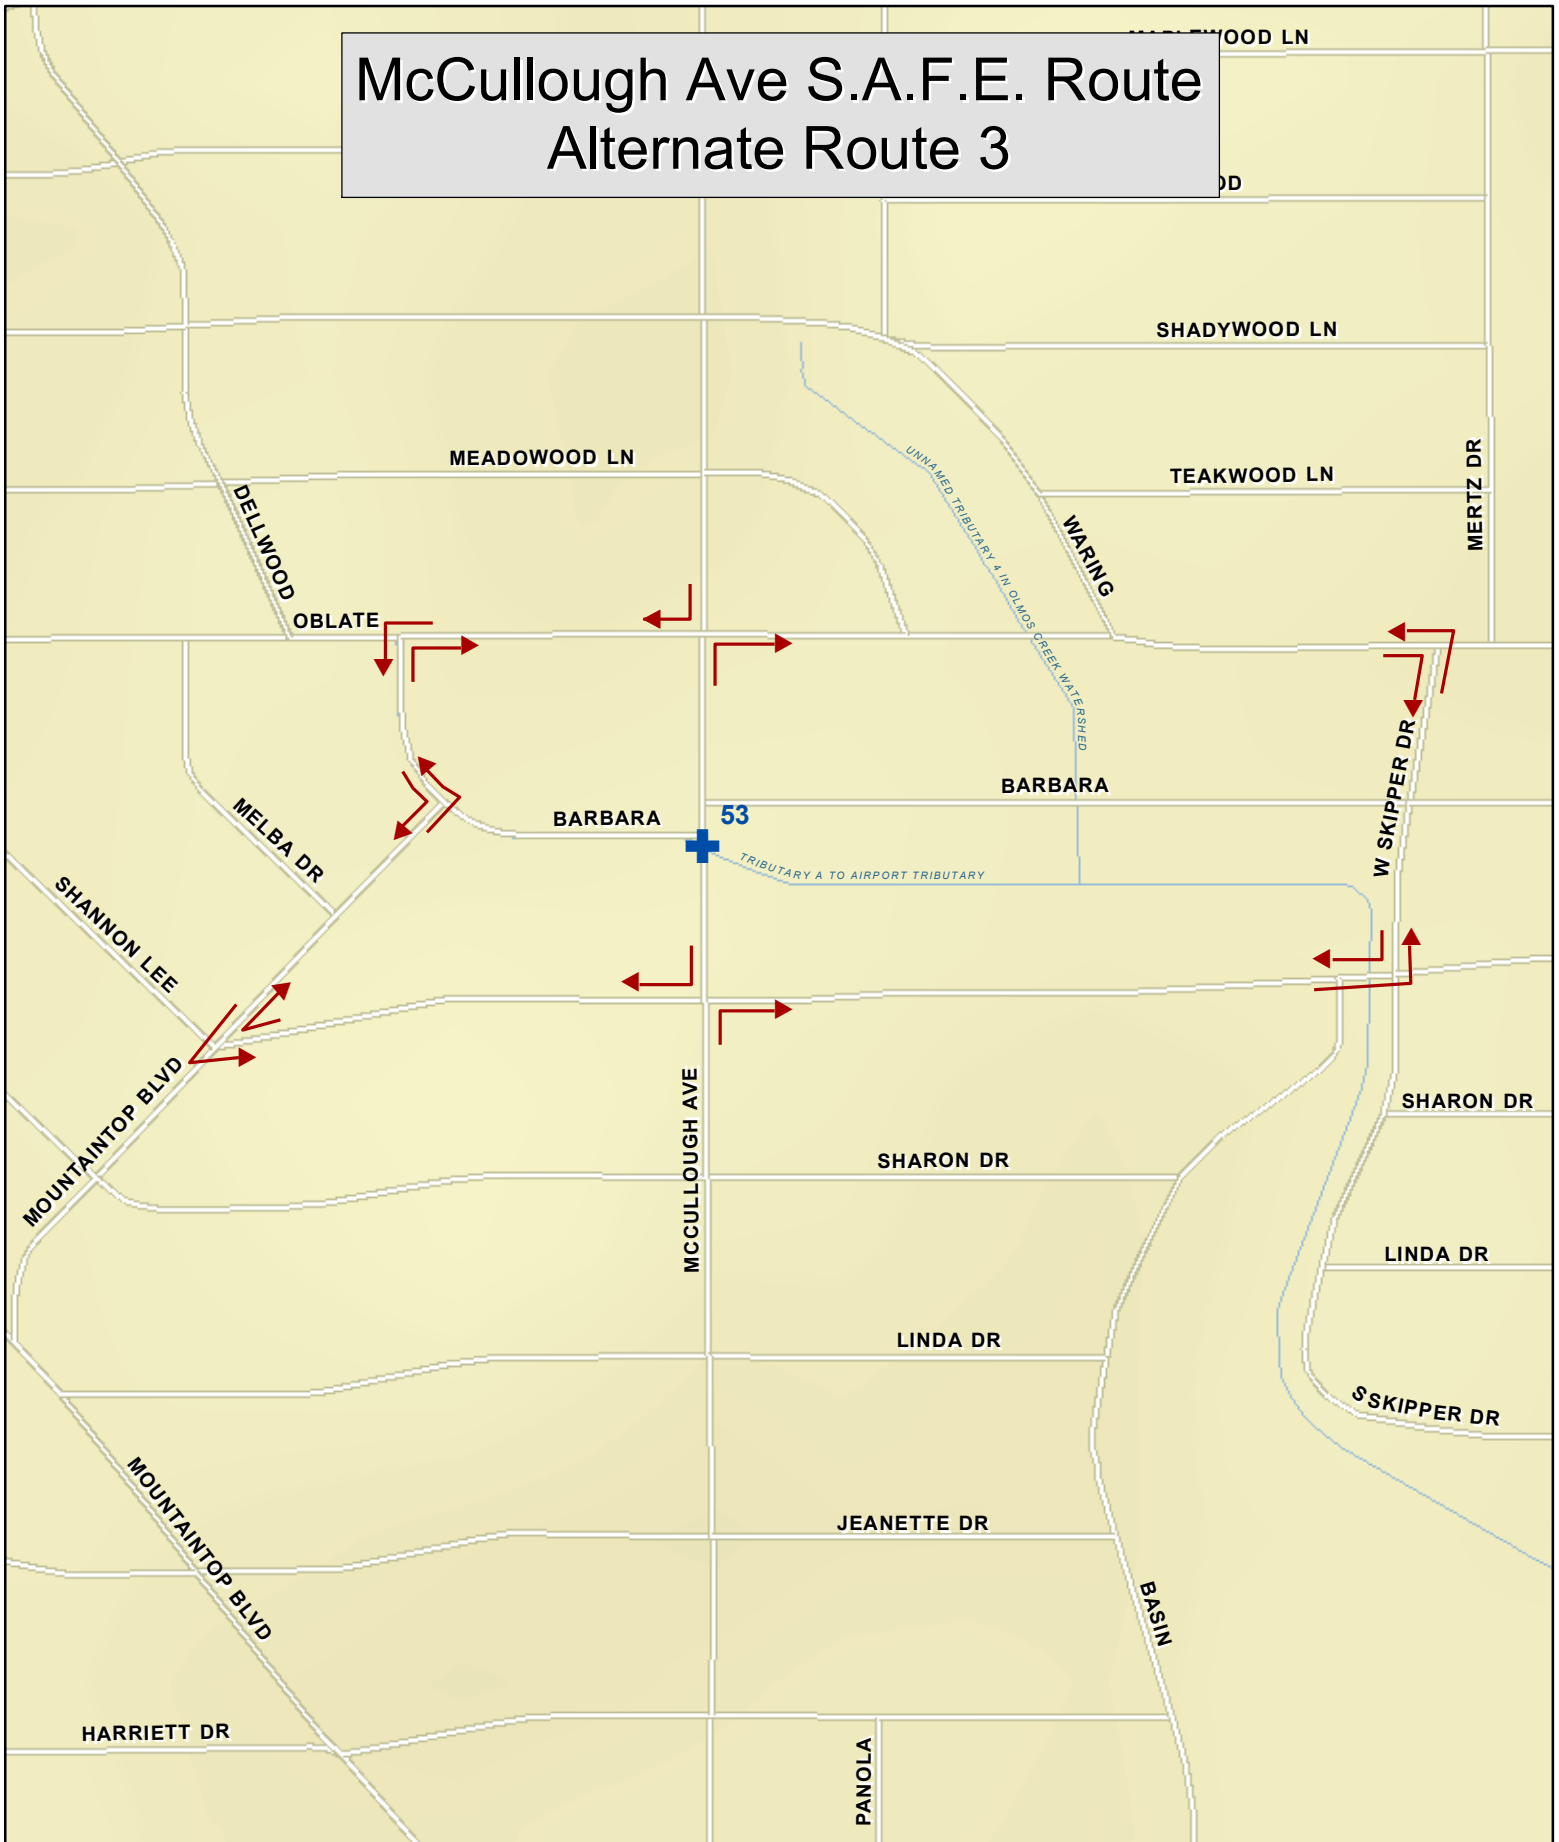 WOOD LN
McCullough Ave S.A.F.E. Route
Alternate Route 3
OD
SHADYWOOD LN
MEADOWOOD LN
TEAKWOOD LN
MERTZ DR
DELLWOOD
UNNAMED TRIBUTARY 4 IN OLMOS CREEK WATERSHED
WARING
OBLATE
W SKIPPER DR
BARBARA
MELBA DR
BARBARA
53
TRIBUTARY A TO AIRPORT TRIBUTARY
SHANNON LEE
MOUNTAINTOP BLVD
MCCULLOUGH AVE
SHARON DR
SHARON DR
LINDA DR
LINDA DR
S SKIPPER DR
MOUNTAINTOP BLVD
JEANETTE DR
BASIN
HARRIETT DR
PANOLA